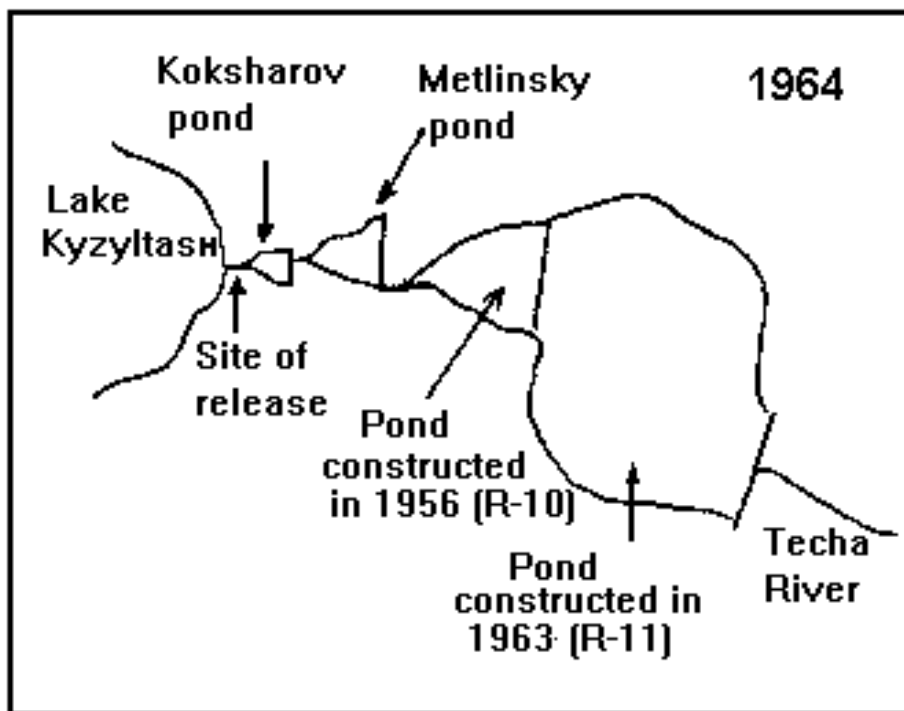 1964
Koksharov
pond
Metlinsky
pond
Lake
Kyzyltasн
Site of
release
Pond
constructed
in 1956 (R-10)
Pond
constructed in
1963 (R-11)
Techa
River